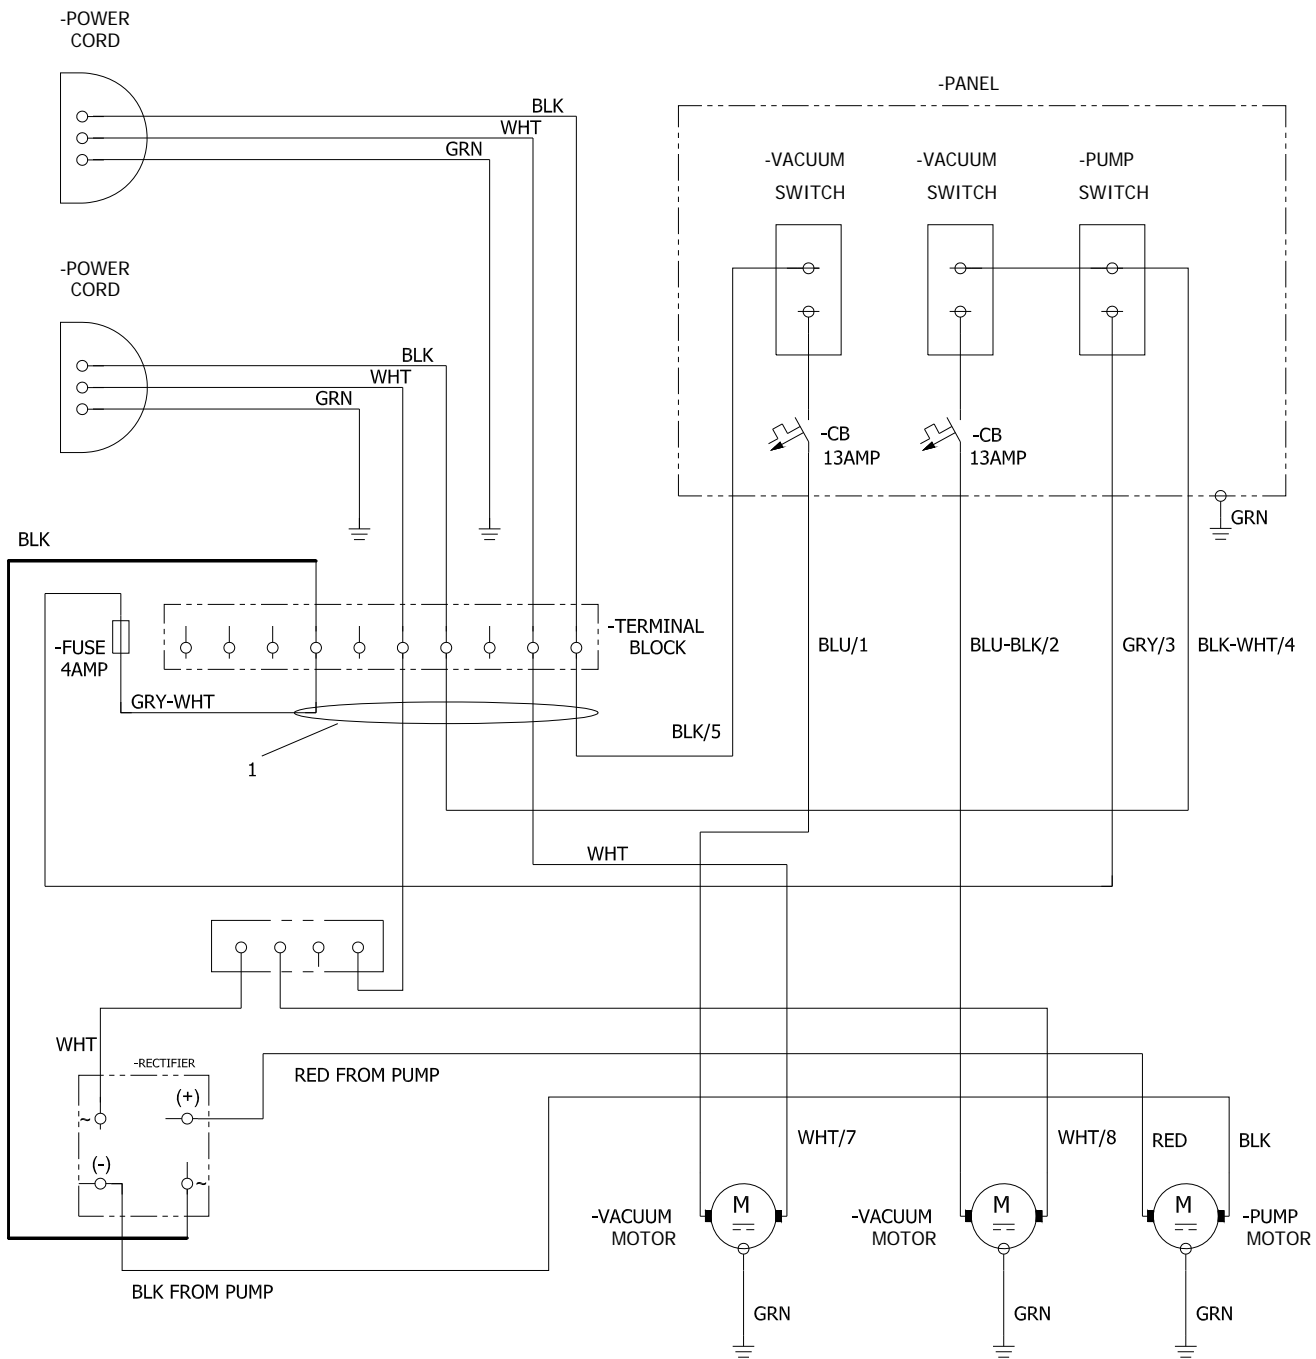 -POWER
CORD
BLK
WHT
GRN
-PANEL
-VACUUM
SWITCH
-VACUUM
SWITCH
-PUMP
SWITCH
-POWER
CORD
BLK
WHT
GRN
-CB
13AMP
-CB
13AMP
GRN
BLK
-FUSE
4AMP
-TERMINAL
BLOCK
BLU/1
BLU-BLK/2
GRY/3
BLK-WHT/4
GRY-WHT
1
BLK/5
WHT
WHT
-RECTIFIER
~
(+)
(-)
~
RED FROM PUMP
BLK FROM PUMP
WHT/7
WHT/8
RED
BLK
-VACUUM
MOTOR
M
-VACUUM
MOTOR
M
M
-PUMP
MOTOR
GRN
GRN
GRN